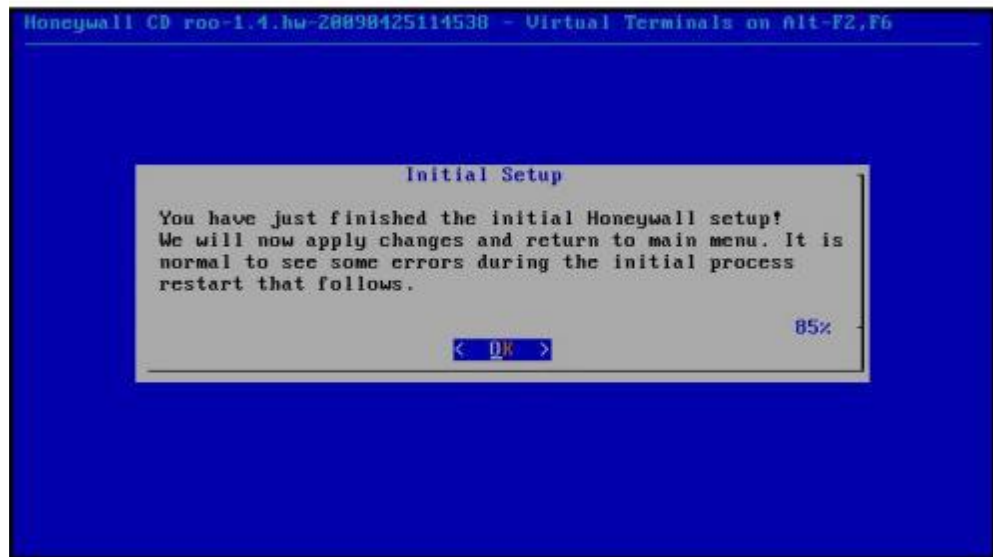 Honeywall CD roo-1.4.hw-20090425114538 - Virtual Terminals on Alt-F2,F6
Initial Setup
You have just finished the initial Honeywall setup!
We will now apply changes and return to main menu. It is
normal to see some errors during the initial process
restart that follows.
85%
< OK >